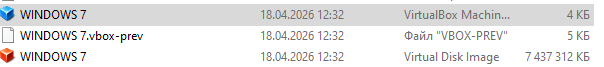 WINDOWS 7 18.04.2026 12:32 VirtualBox Machin... 4 КБ
WINDOWS 7.vbox-prev 18.04.2026 12:32 Файл "VBOX-PREV" 5 КБ
WINDOWS 7 18.04.2026 12:32 Virtual Disk Image 7 437 312 КБ